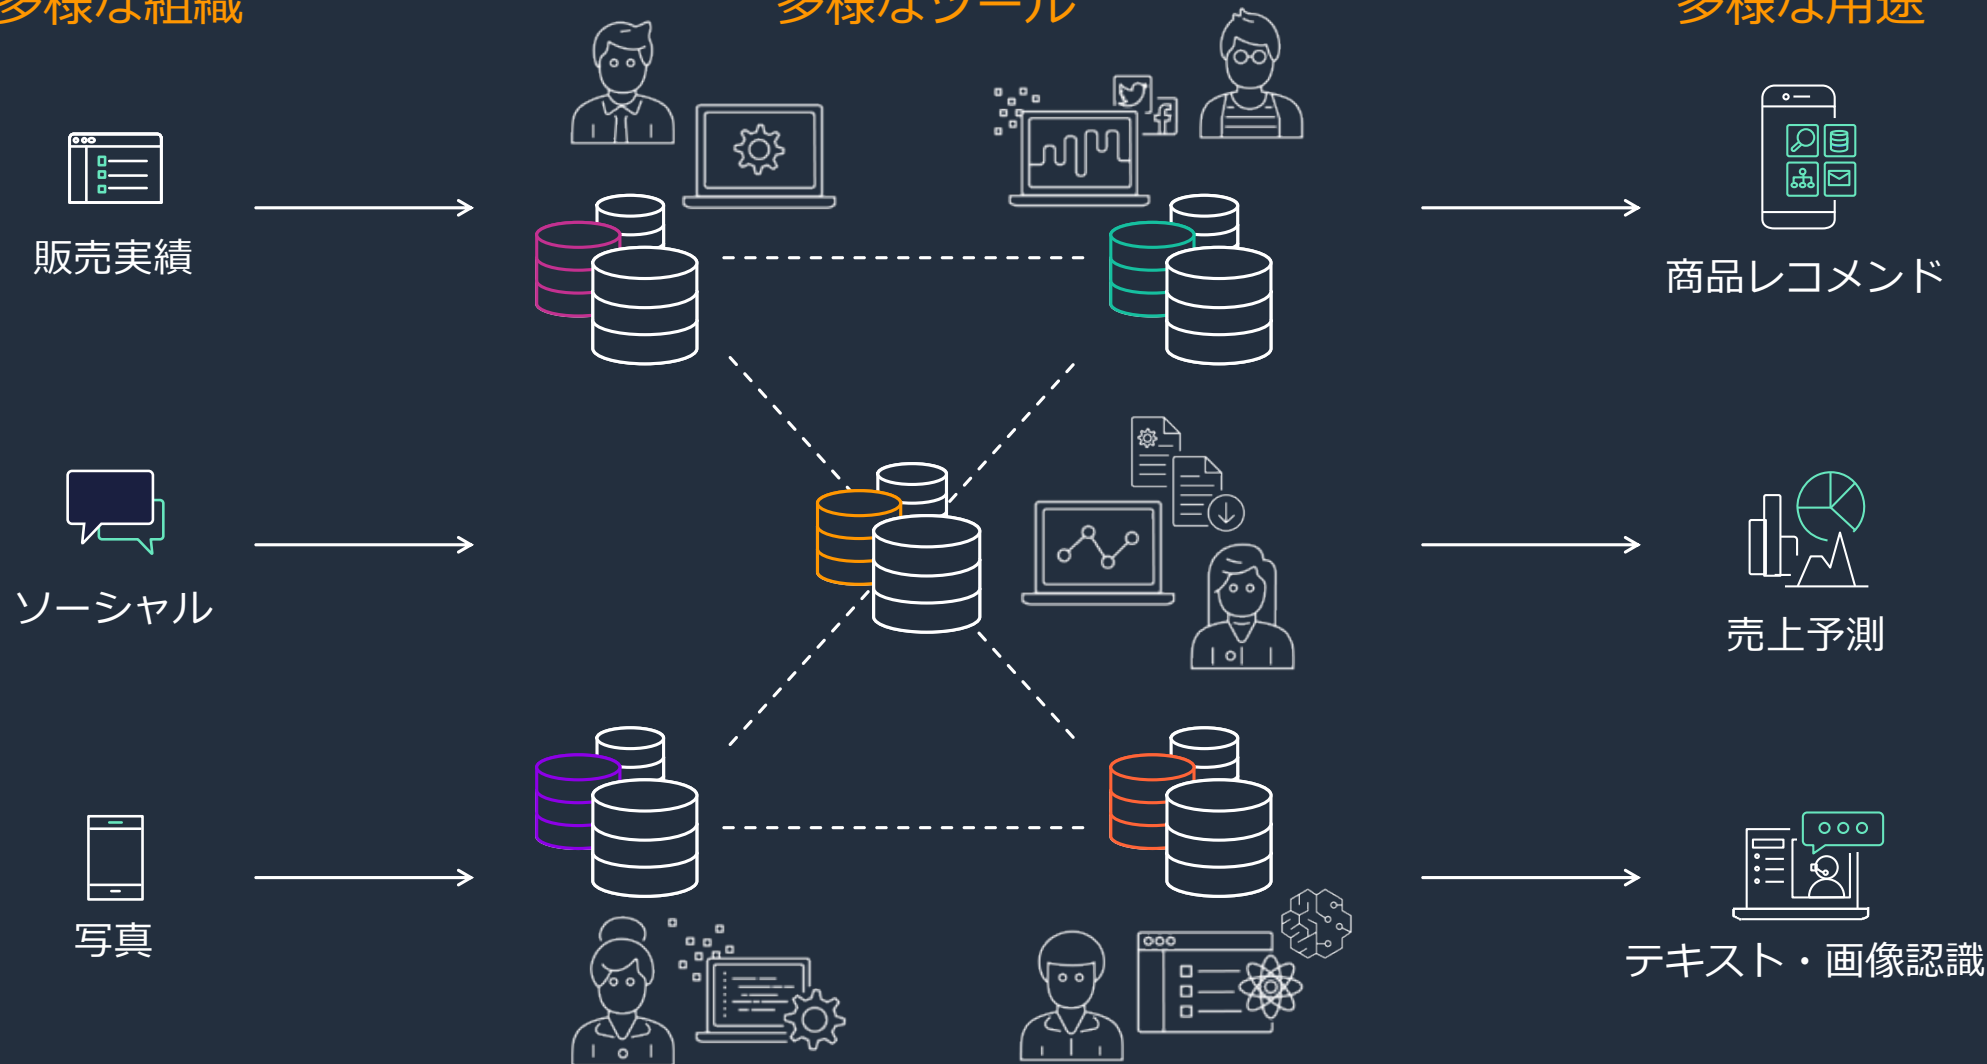 多様な組織
多様なツール
多様な用途
販売実績
商品レコメンド
ソーシャル
売上予測
写真
テキスト・画像認識